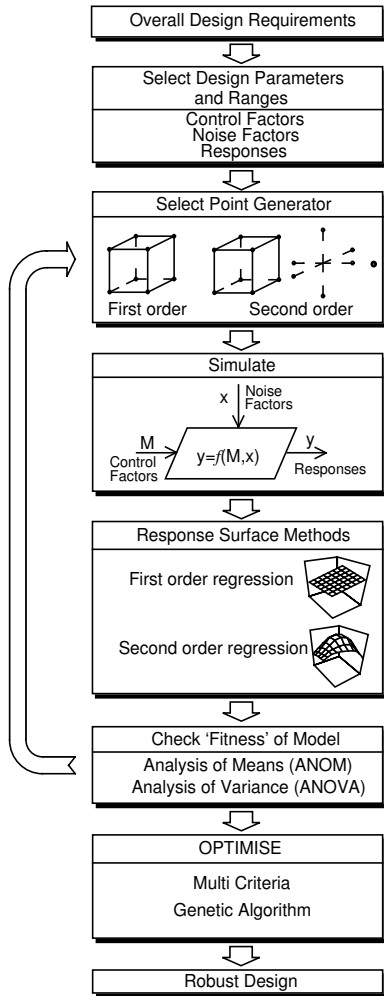 Overall Design Requirements
Select Design Parameters
and Ranges
Control Factors
Noise Factors
Responses
Select Point Generator
First order
Second order
Simulate
x
Noise
Factors
M
Control
Factors
y=f(M,x)
y
Responses
Response Surface Methods
First order regression
Second order regression
Check ‘Fitness’ of Model
Analysis of Means (ANOM)
Analysis of Variance (ANOVA)
OPTIMISE
Multi Criteria
Genetic Algorithm
Robust Design